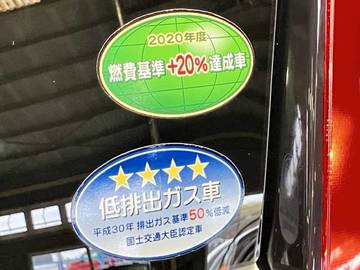 2020年度
燃費基準+20%達成車
★★★★
低排出ガス車
平成30年排出ガス基準50%低減
国土交通大臣認定車